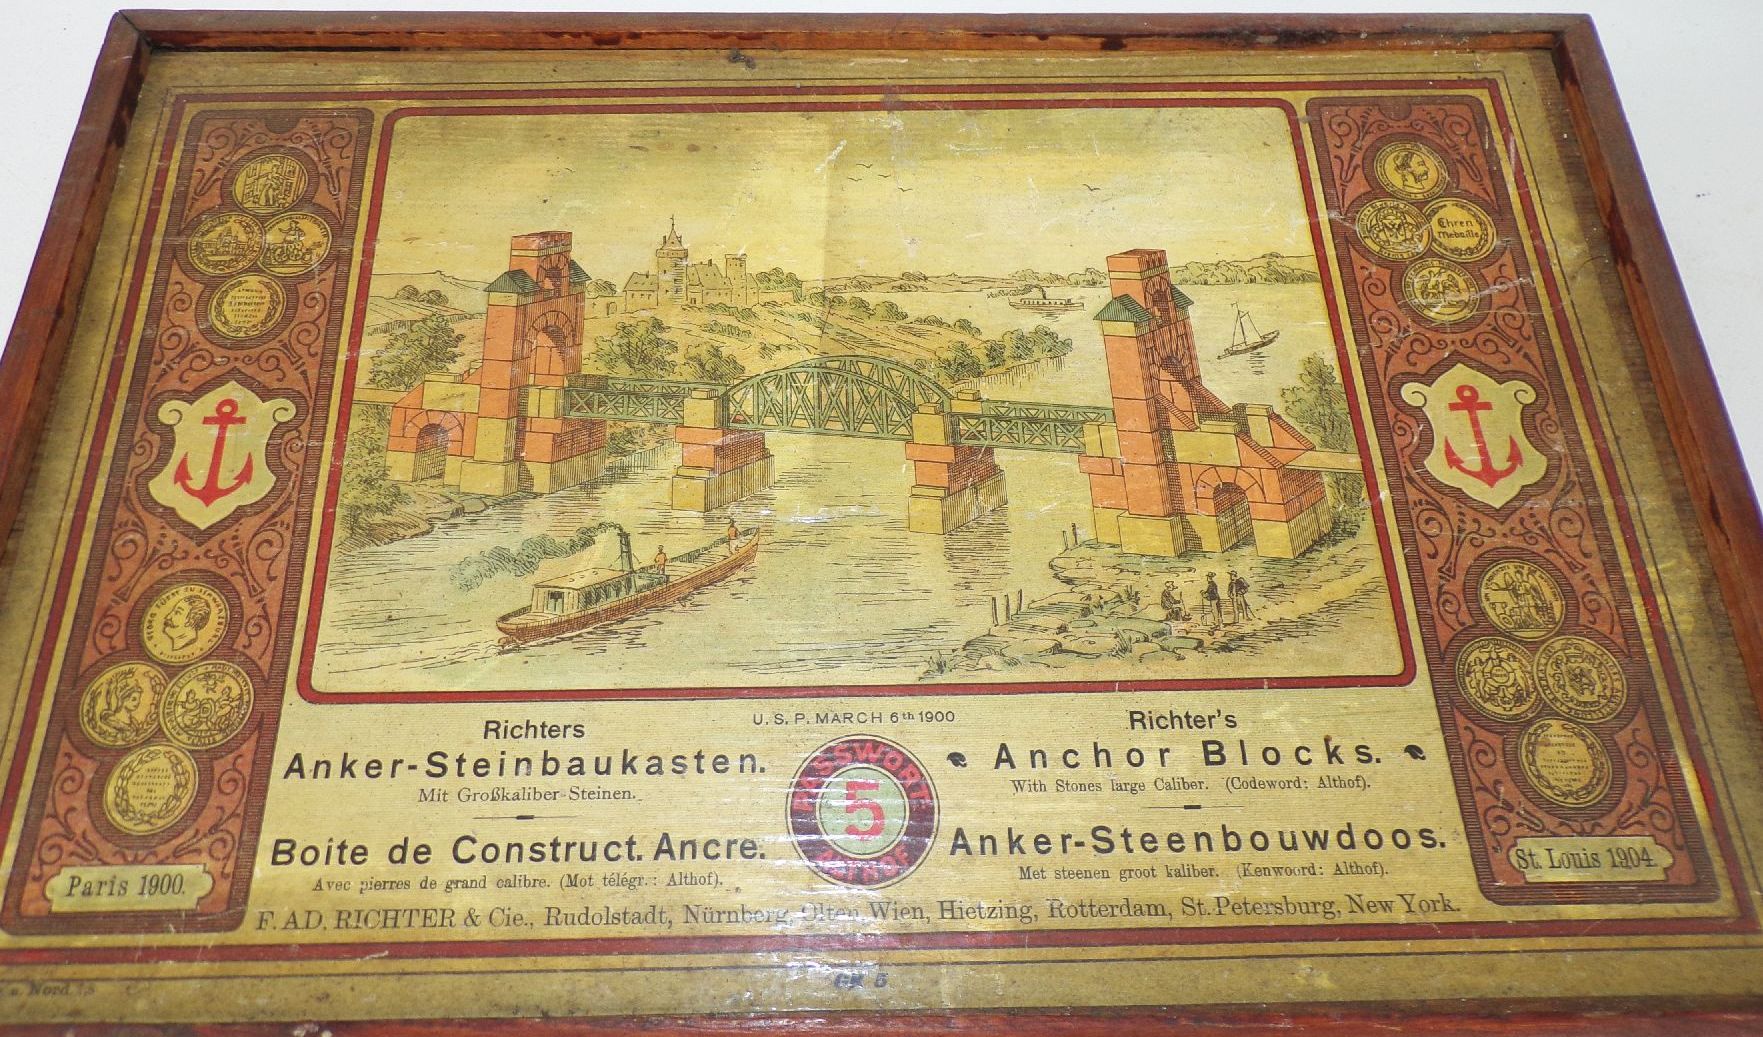 Ehren
Medaille
Richters
Anker-Steinbaukasten.
Mit Großkaliber-Steinen.
Boîte de Construct. Ancre.
Avec pierres de grand calibre. (Mot télégr.: Althof).
U.S.P. MARCH 6th 1900
PASSWORT
5
ALTHOF
Richter's
Anchor Blocks.
With Stones large Caliber. (Codeword: Althof).
Anker-Steenbouwdoos.
Met steenen groot kaliber. (Kenwoord: Althof).
Paris 1900.
St. Louis 1904.
F. AD. RICHTER & Cie., Rudolstadt, Nürnberg, Olten, Wien, Hietzing, Rotterdam, St. Petersburg, New York.
GK 5